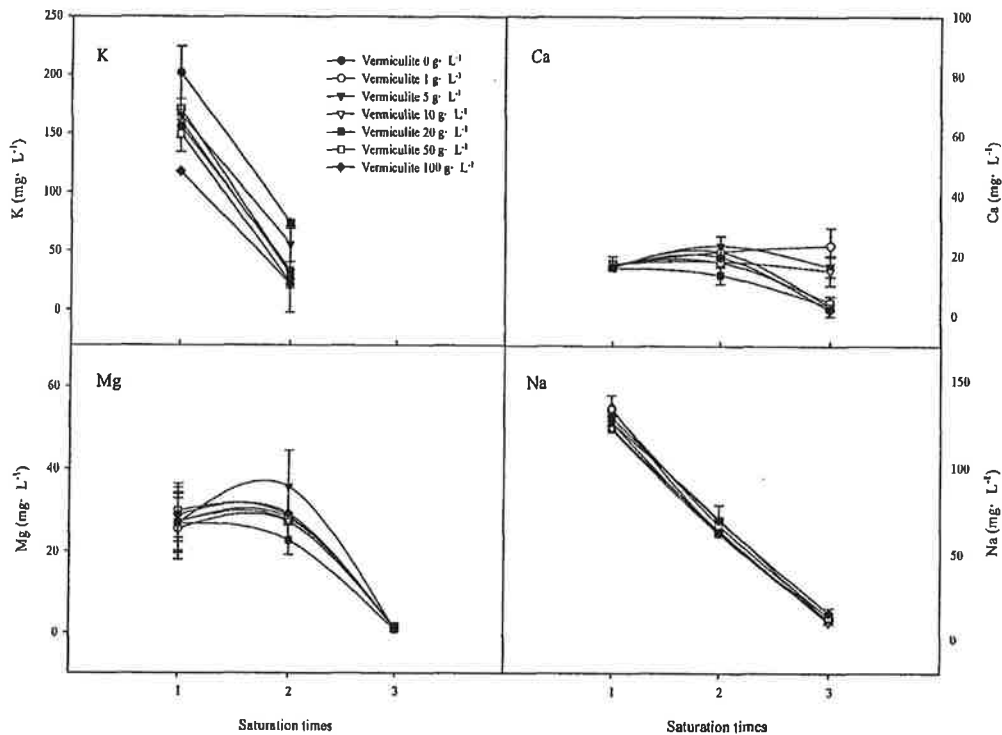 K
K (mg· L-1)
250
200
150
100
50
0
Vermiculite 0 g· L-1
Vermiculite 1 g· L-1
Vermiculite 5 g· L-1
Vermiculite 10 g· L-1
Vermiculite 20 g· L-1
Vermiculite 50 g· L-1
Vermiculite 100 g· L-1
Ca
100
80
60
40
20
0
Ca (mg· L-1)
Mg
Mg (mg· L-1)
60
40
20
0
1
2
3
Saturation times
Na
150
100
50
0
Na (mg· L-1)
1
2
3
Saturation times